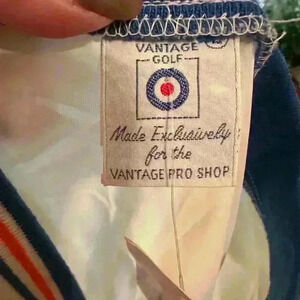 VANTAGE
GOLF
Made Exclusively
for the
VANTAGE PRO SHOP